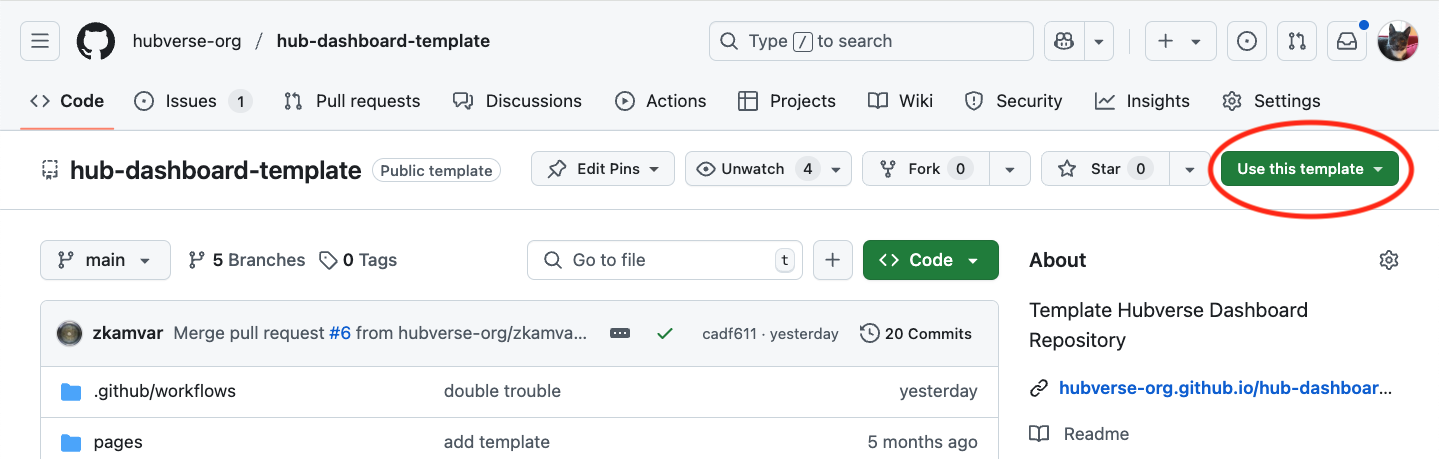 hubverse-org / hub-dashboard-template Type / to search
Code Issues 1 Pull requests Discussions Actions Projects Wiki Security Insights Settings
hub-dashboard-template Public template Edit Pins Unwatch 4 Fork 0 Star 0 Use this template
main 5 Branches 0 Tags Go to file t Code About
Template Hubverse Dashboard
Repository
zkamvar Merge pull request #6 from hubverse-org/zkamva... cadf611 · yesterday 20 Commits
hubverse-org.github.io/hub-dashboar...
.github/workflows double trouble yesterday
Readme
pages add template 5 months ago